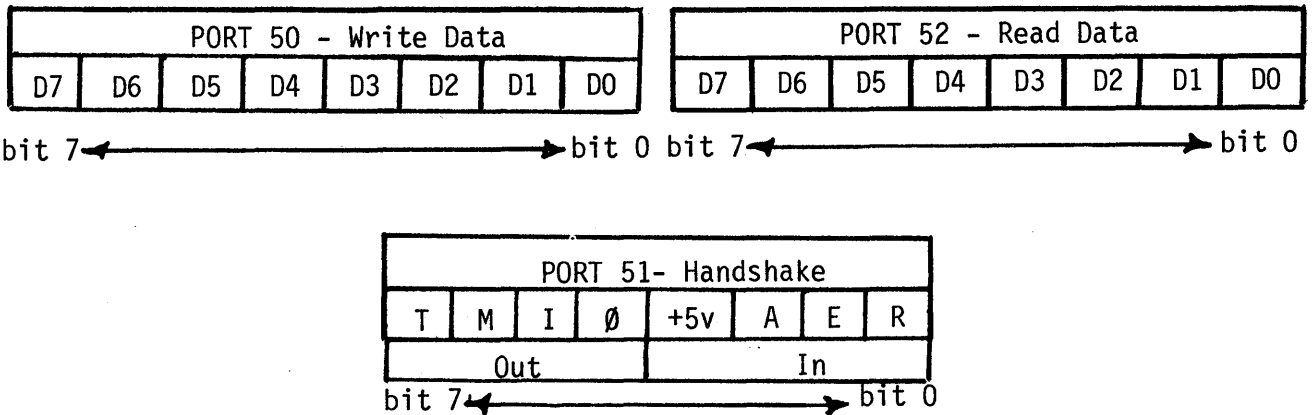 PORT 50 - Write Data
D7 D6 D5 D4 D3 D2 D1 D0
bit 7 bit 0
PORT 52 - Read Data
D7 D6 D5 D4 D3 D2 D1 D0
bit 7 bit 0
PORT 51- Handshake
T M I Ø +5v A E R
Out In
bit 7 bit 0